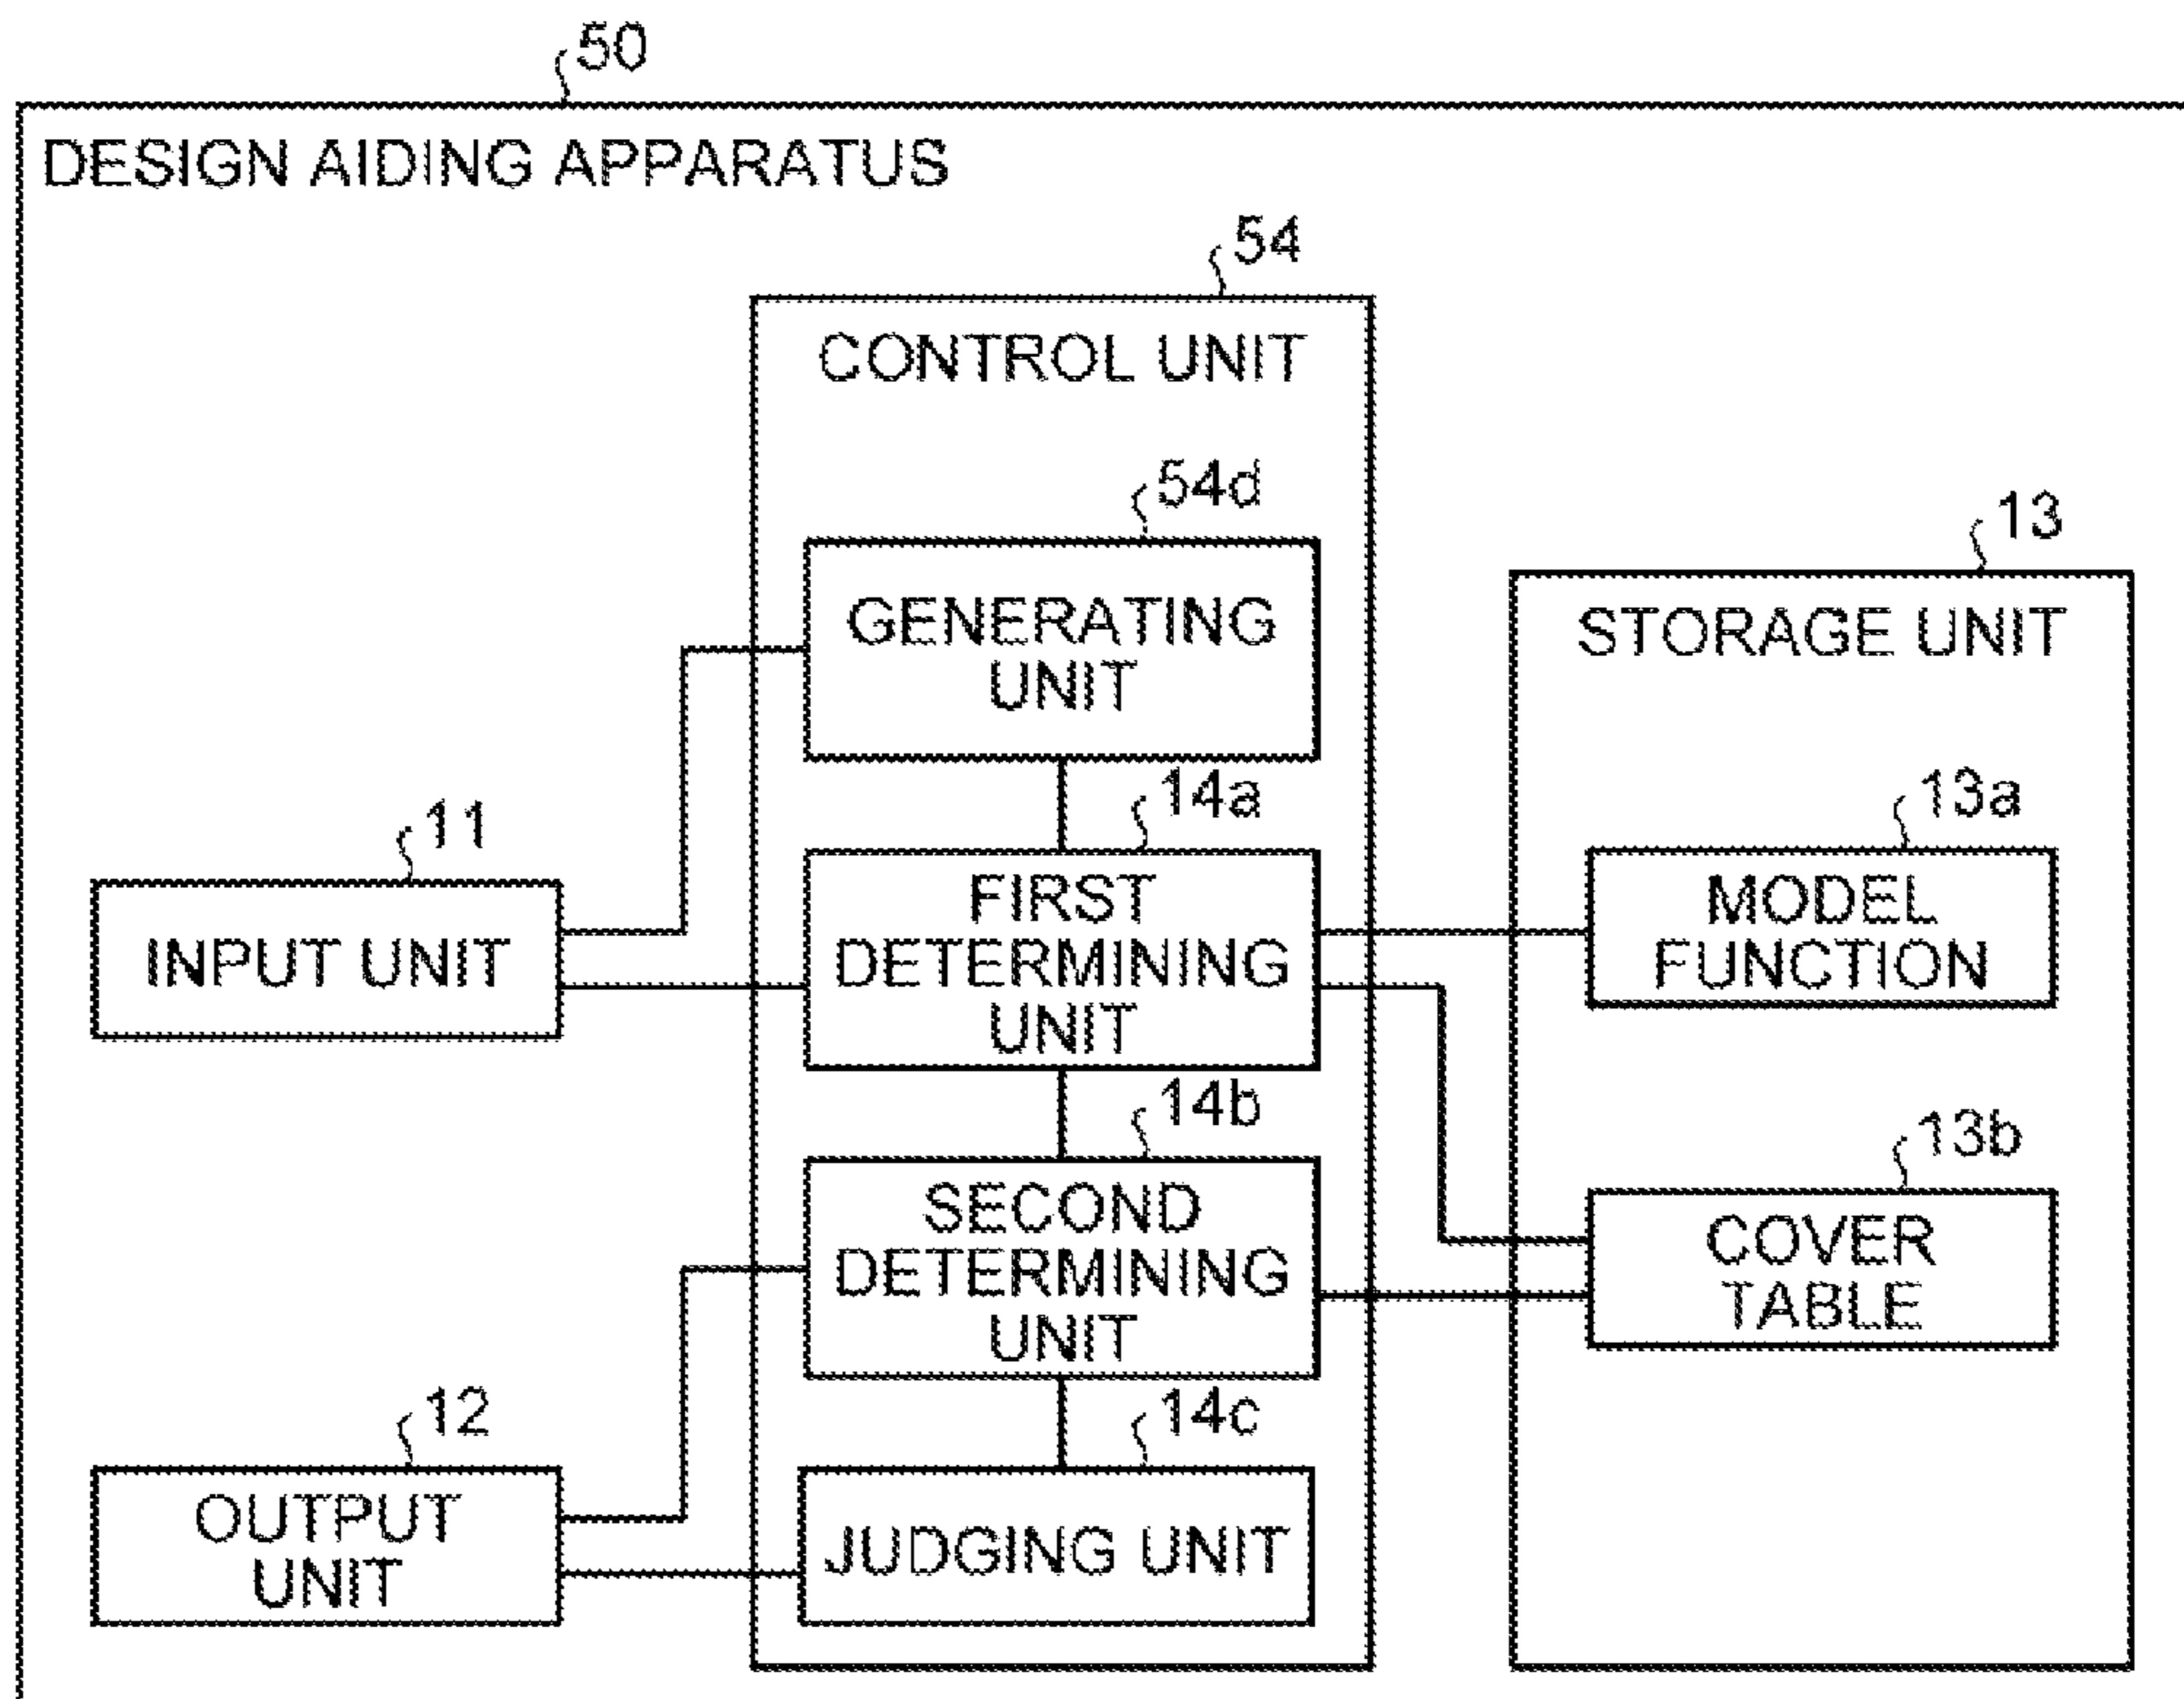 50
DESIGN AIDING APPARATUS
54
CONTROL UNIT
54d
GENERATING
UNIT
13
STORAGE UNIT
14a
FIRST
DETERMINING
UNIT
13a
MODEL
FUNCTION
11
INPUT UNIT
14b
SECOND
DETERMINING
UNIT
13b
COVER
TABLE
12
OUTPUT
UNIT
14c
JUDGING UNIT